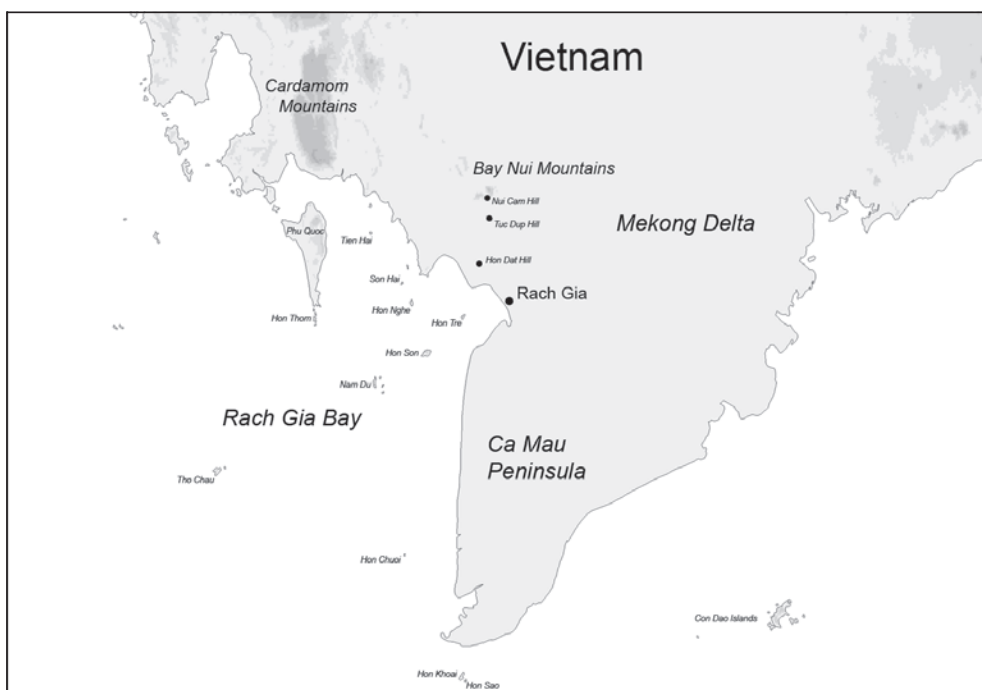 Vietnam
Cardamom
Mountains
Bay Nui Mountains
Nui Cam Hill
Tuc Dup Hill
Mekong Delta
Phu Quoc
Tien Hai
Hon Dat Hill
Son Hai
Rach Gia
Hon Nghe
Hon Thom
Hon Tre
Hon Son
Nam Du
Rach Gia Bay
Ca Mau
Peninsula
Tho Chau
Hon Chuoi
Con Dao Islands
Hon Khoai
Hon Sao